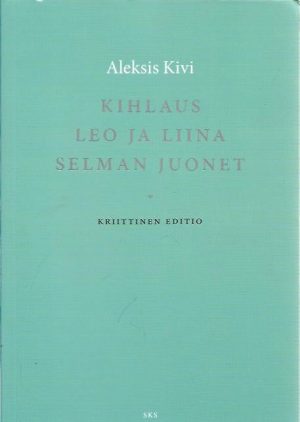 Aleksis Kivi
KIHLAUS
LEO JA LIINA
SELMAN JUONET
*
KRIITTINEN EDITIO
SKS